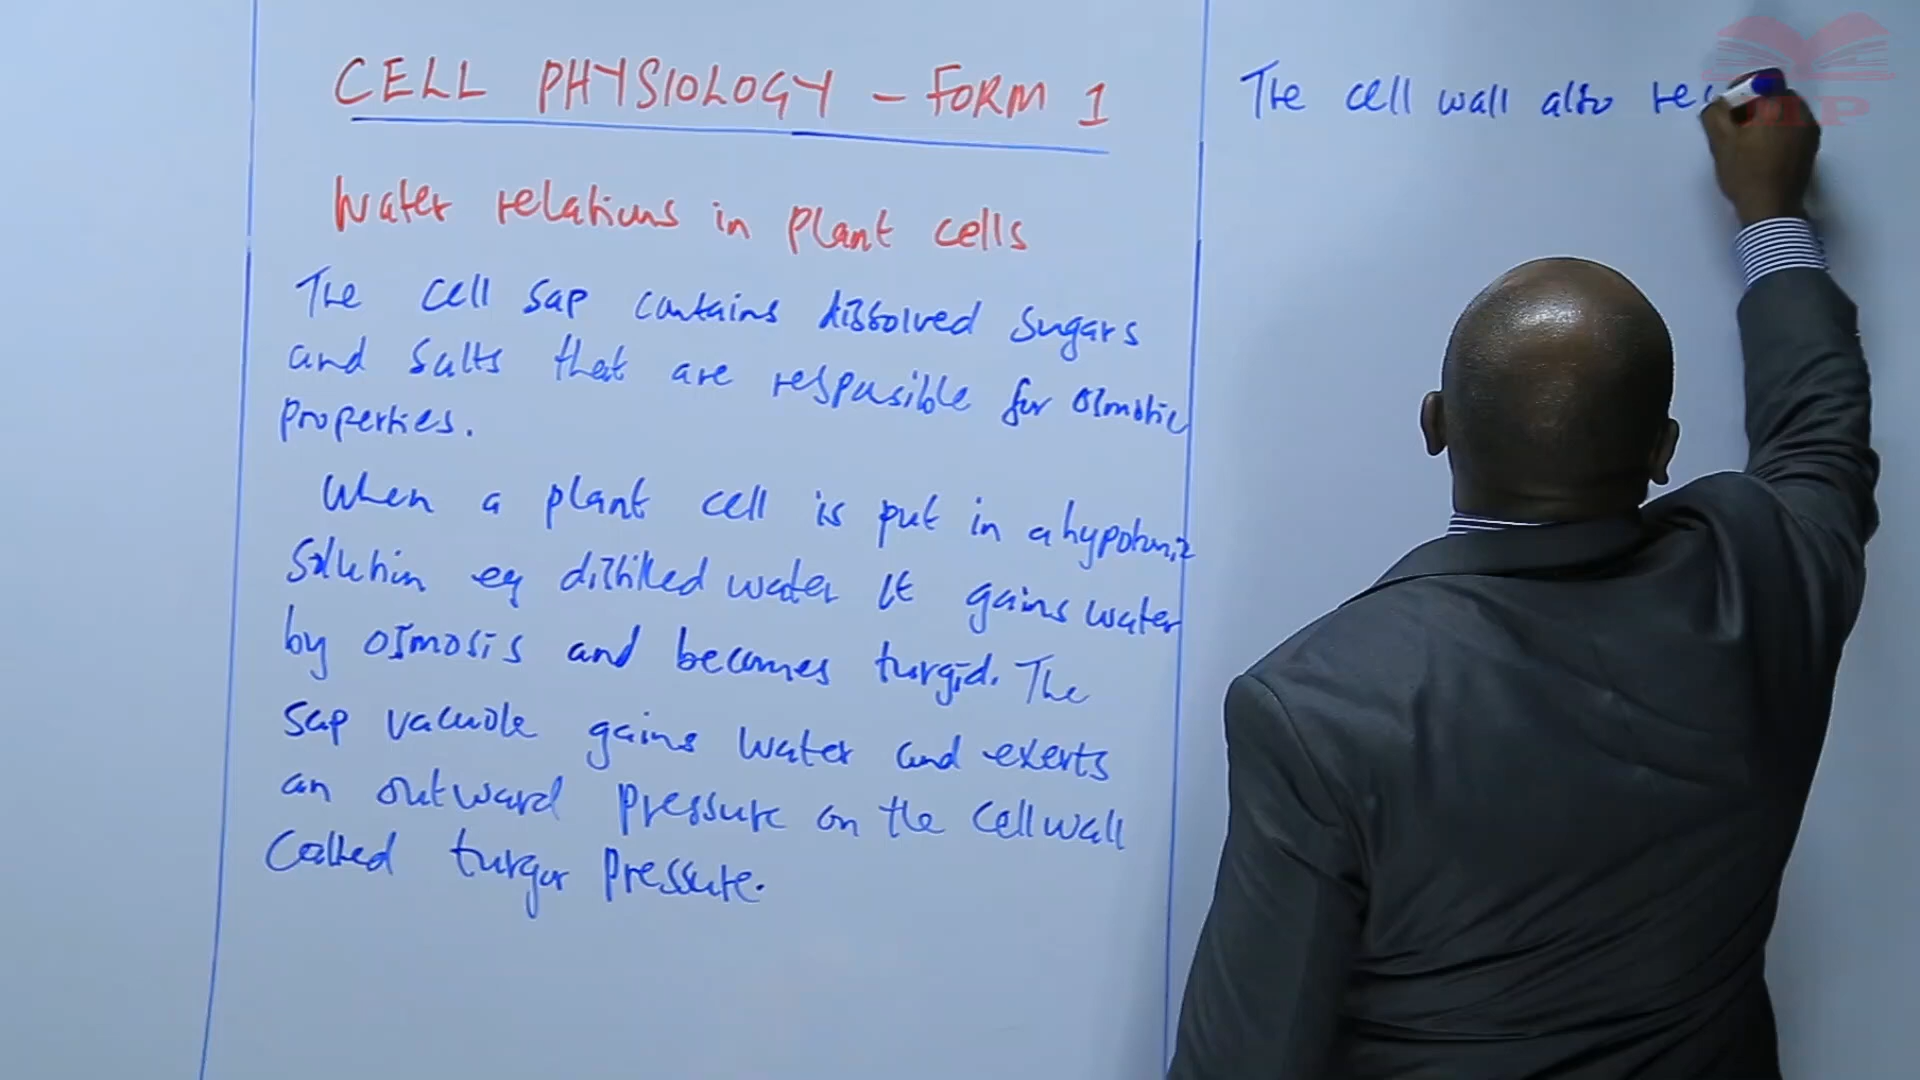 CELL PHYSIOLOGY - FORM 1
Water relations in plant cells
The cell sap contains dissolved sugars
and salts that are resposible for osmotic
properties.
When a plant cell is put in a hypotonic
solution eg distilled water it gains water
by osmosis and becomes turgid. The
sap vacuole gains water and exerts
an outward pressure on the cell wall
called turgor pressure.
The cell wall also
MP